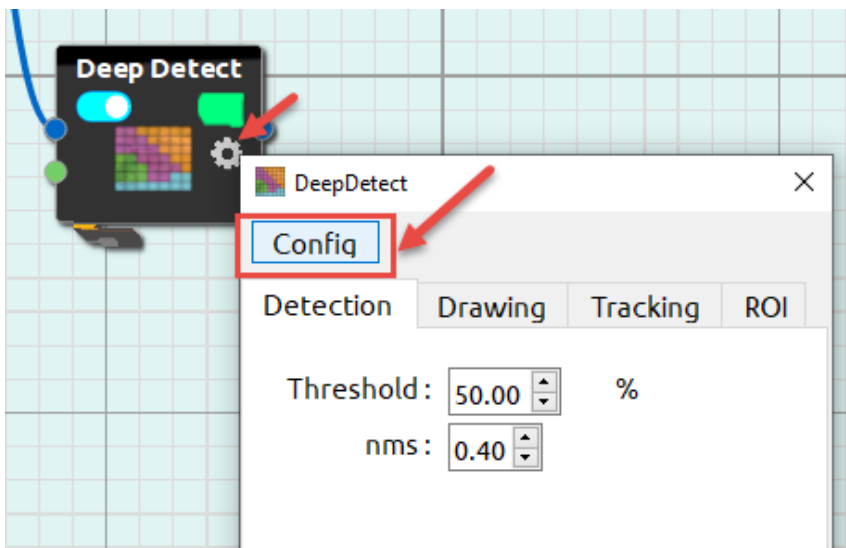 Deep Detect
DeepDetect
Config
Detection Drawing Tracking ROI
Threshold: 50.00 %
nms: 0.40